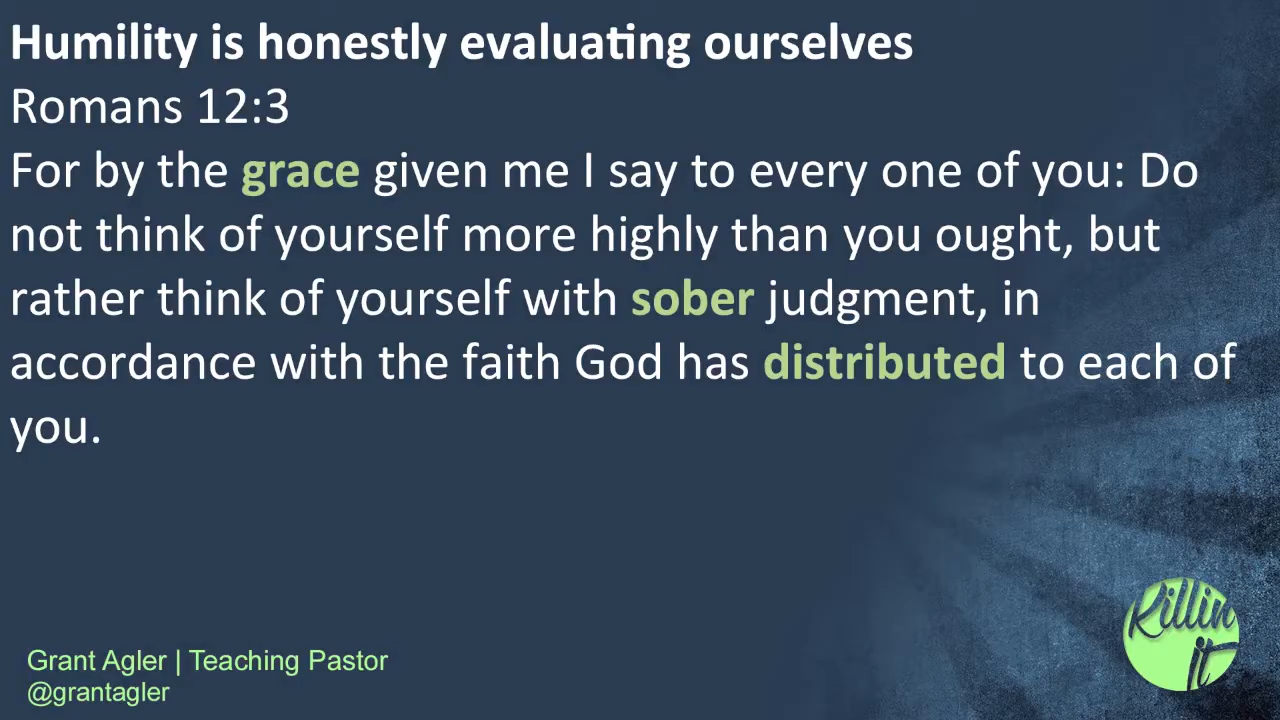 Humility is honestly evaluating ourselves
Romans 12:3
For by the grace given me I say to every one of you: Do
not think of yourself more highly than you ought, but
rather think of yourself with sober judgment, in
accordance with the faith God has distributed to each of
you.
Killin
it
Grant Agler | Teaching Pastor
@grantagler